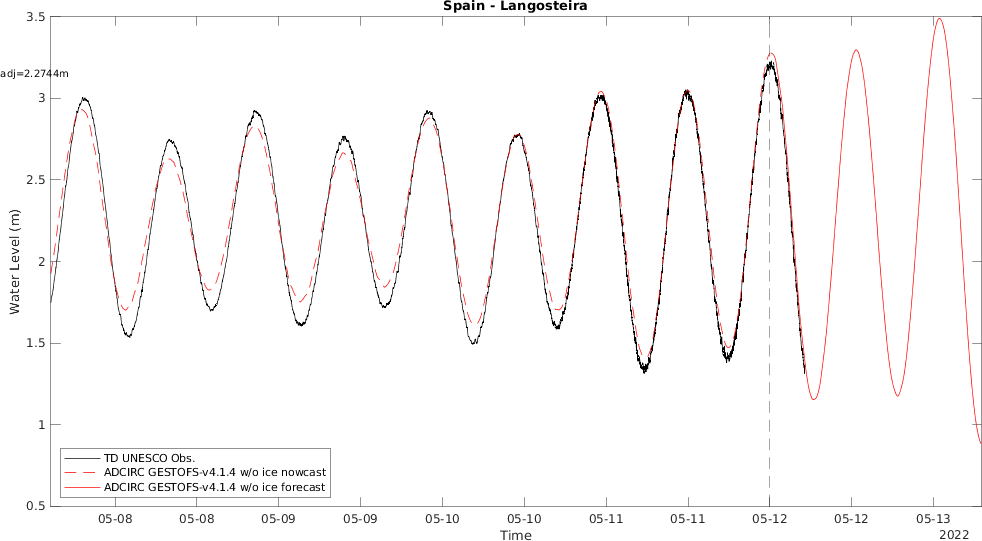 Spain - Langosteira
adj=2.2744m
3.5
3
2.5
2
1.5
1
0.5
Water Level (m)
TD UNESCO Obs.
ADCIRC GESTOFS-v4.1.4 w/o ice nowcast
ADCIRC GESTOFS-v4.1.4 w/o ice forecast
05-08 05-08 05-09 05-09 05-10 05-10 05-11 05-11 05-12 05-12 05-13
Time
2022